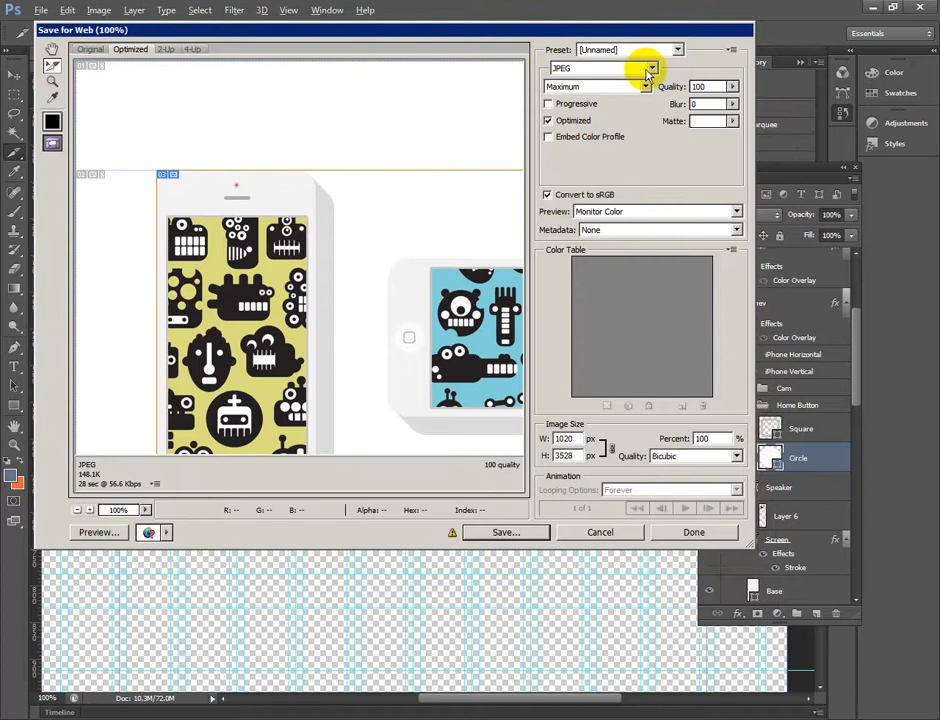 Ps File Edit Image Layer Type Select Filter 3D View Window Help
Essentials
Save for Web (100%)
Original Optimized 2-Up 4-Up
Preset: [Unnamed]
JPEG
Maximum Quality: 100
Progressive Blur: 0
Optimized Matte:
Embed Color Profile
Convert to sRGB
Preview: Monitor Color
Metadata: None
Color Table
Image Size
W: 1020 px Percent: 100 %
H: 3528 px Quality: Bicubic
Animation
Looping Options: Forever
1 of 1
JPEG 100 quality
148.1K
28 sec @ 56.6 Kbps
100% R: -- G: -- B: -- Alpha: -- Hex: -- Index: --
Preview... Save... Cancel Done
Color
Swatches
Adjustments
Styles
Opacity: 100%
Fill: 100%
Effects
Color Overlay
Effects
Color Overlay
iPhone Horizontal
iPhone Vertical
Cam
Home Button
Square
Circle
Speaker
Layer 6
Screen
Effects
Stroke
Base
100% Doc: 10.3M/72.0M
Timeline